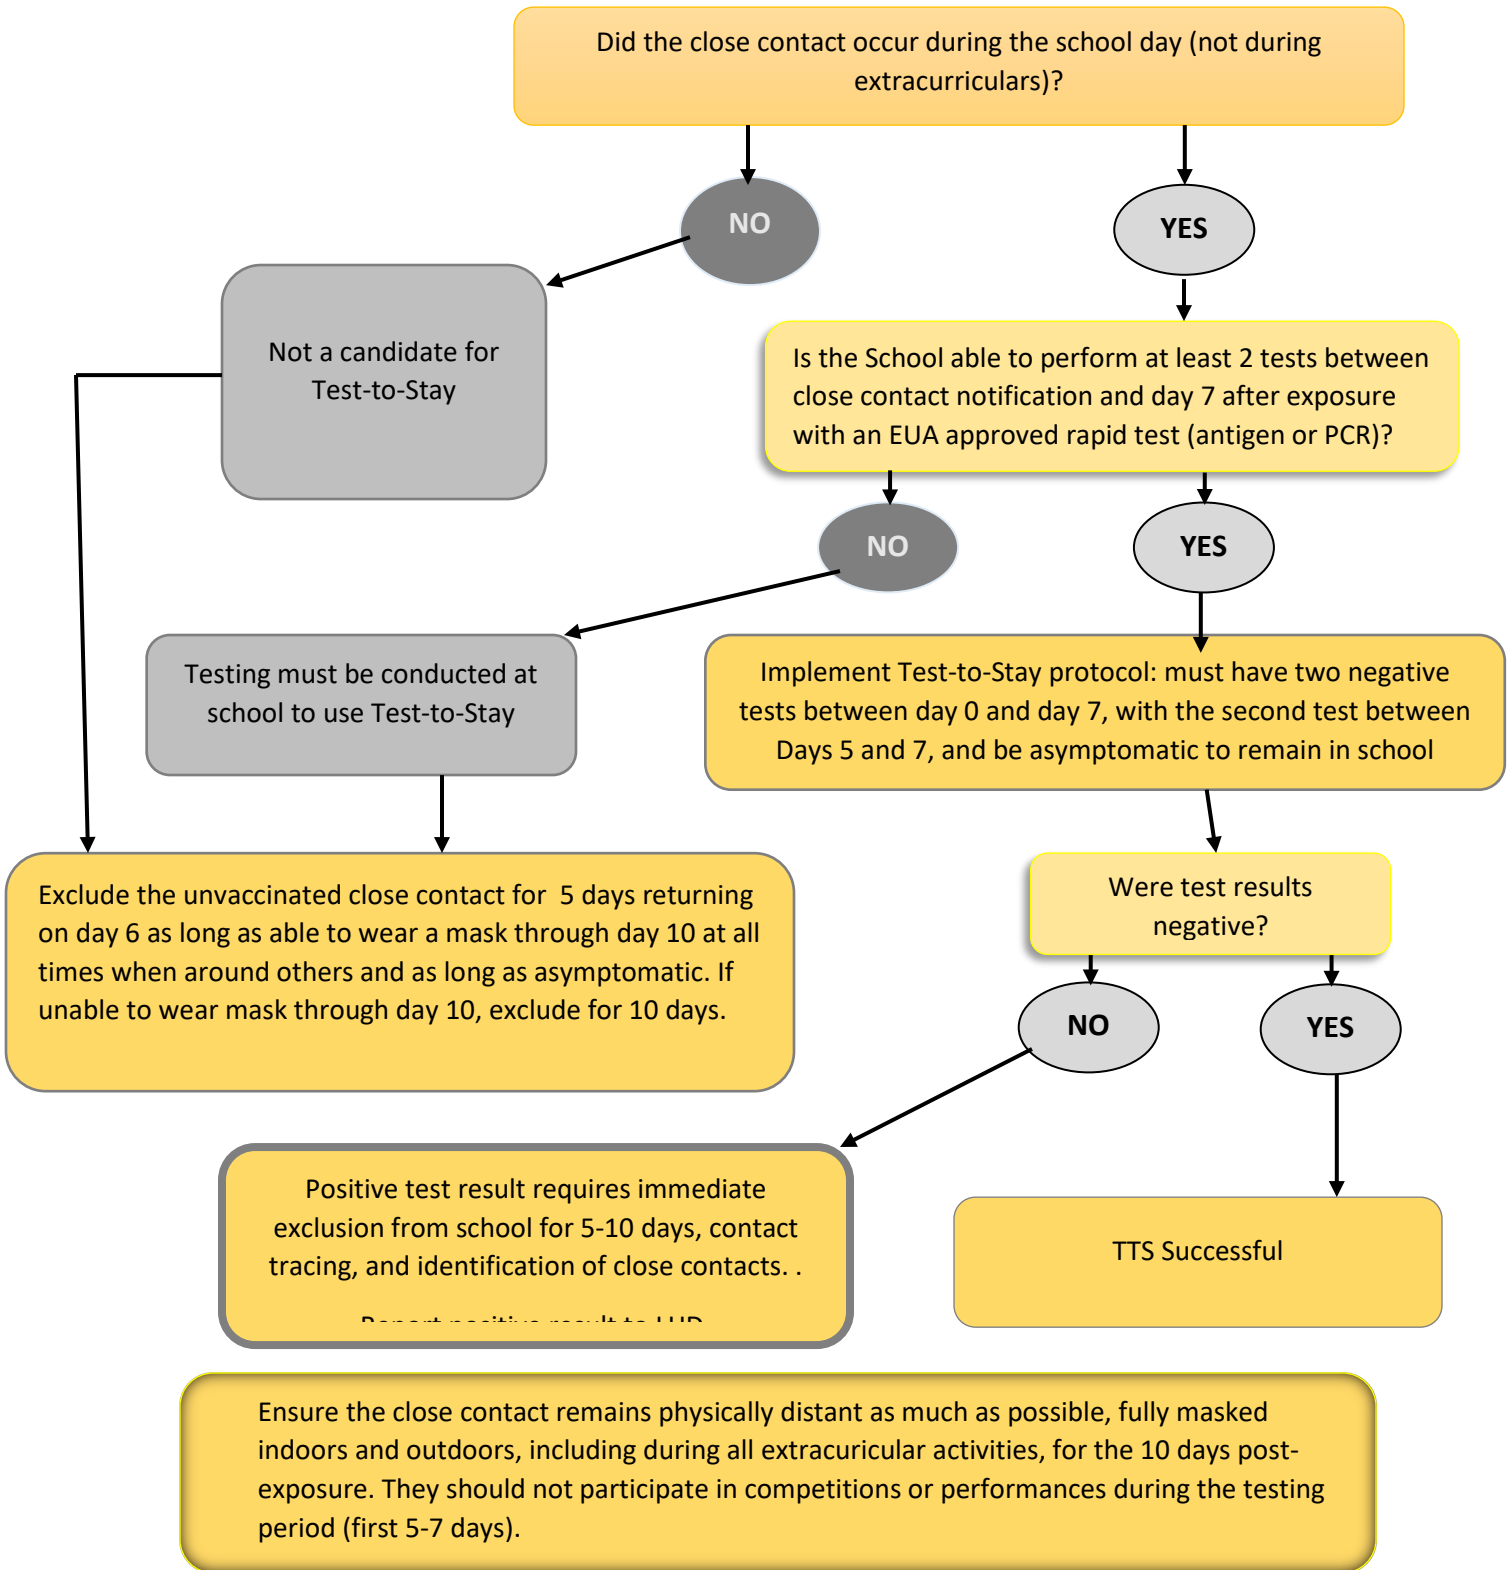 Did the close contact occur during the school day (not during
extracurriculars)?
NO
YES
Not a candidate for
Test-to-Stay
Is the School able to perform at least 2 tests between
close contact notification and day 7 after exposure
with an EUA approved rapid test (antigen or PCR)?
NO
YES
Testing must be conducted at
school to use Test-to-Stay
Implement Test-to-Stay protocol: must have two negative
tests between day 0 and day 7, with the second test between
Days 5 and 7, and be asymptomatic to remain in school
Exclude the unvaccinated close contact for  5 days returning
on day 6 as long as able to wear a mask through day 10 at all
times when around others and as long as asymptomatic. If
unable to wear mask through day 10, exclude for 10 days.
Were test results
negative?
NO
YES
Positive test result requires immediate
exclusion from school for 5-10 days, contact
tracing, and identification of close contacts. .
Report positive result to LHD
TTS Successful
Ensure the close contact remains physically distant as much as possible, fully masked
indoors and outdoors, including during all extracuricular activities, for the 10 days post-
exposure. They should not participate in competitions or performances during the testing
period (first 5-7 days).